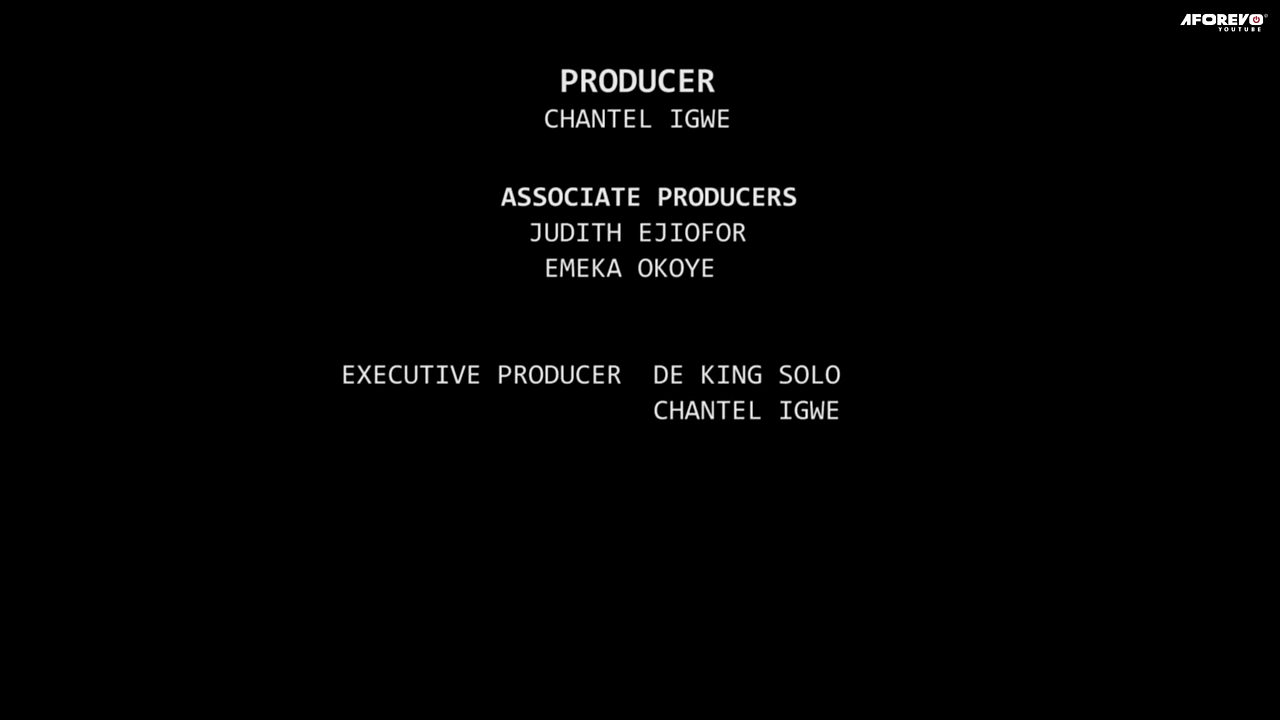 AFOREVO
YOUTUBE
PRODUCER
CHANTEL IGWE
ASSOCIATE PRODUCERS
JUDITH EJIOFOR
EMEKA OKOYE
EXECUTIVE PRODUCER DE KING SOLO
CHANTEL IGWE